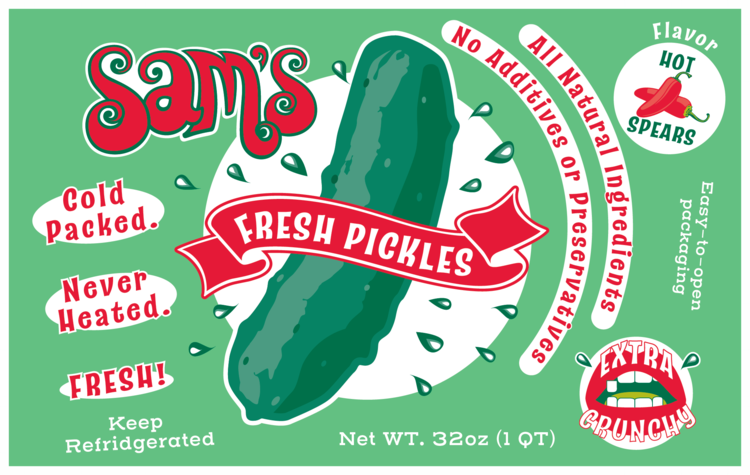 Sam's
FRESH PICKLES
Cold
Packed.
Never
Heated.
FRESH!
Keep
Refridgerated
Net WT. 32oz (1 QT)
No Additives or Preservatives
All Natural Ingredients
Flavor
HOT
SPEARS
Easy-to-open
packaging
EXTRA
CRUNCHY